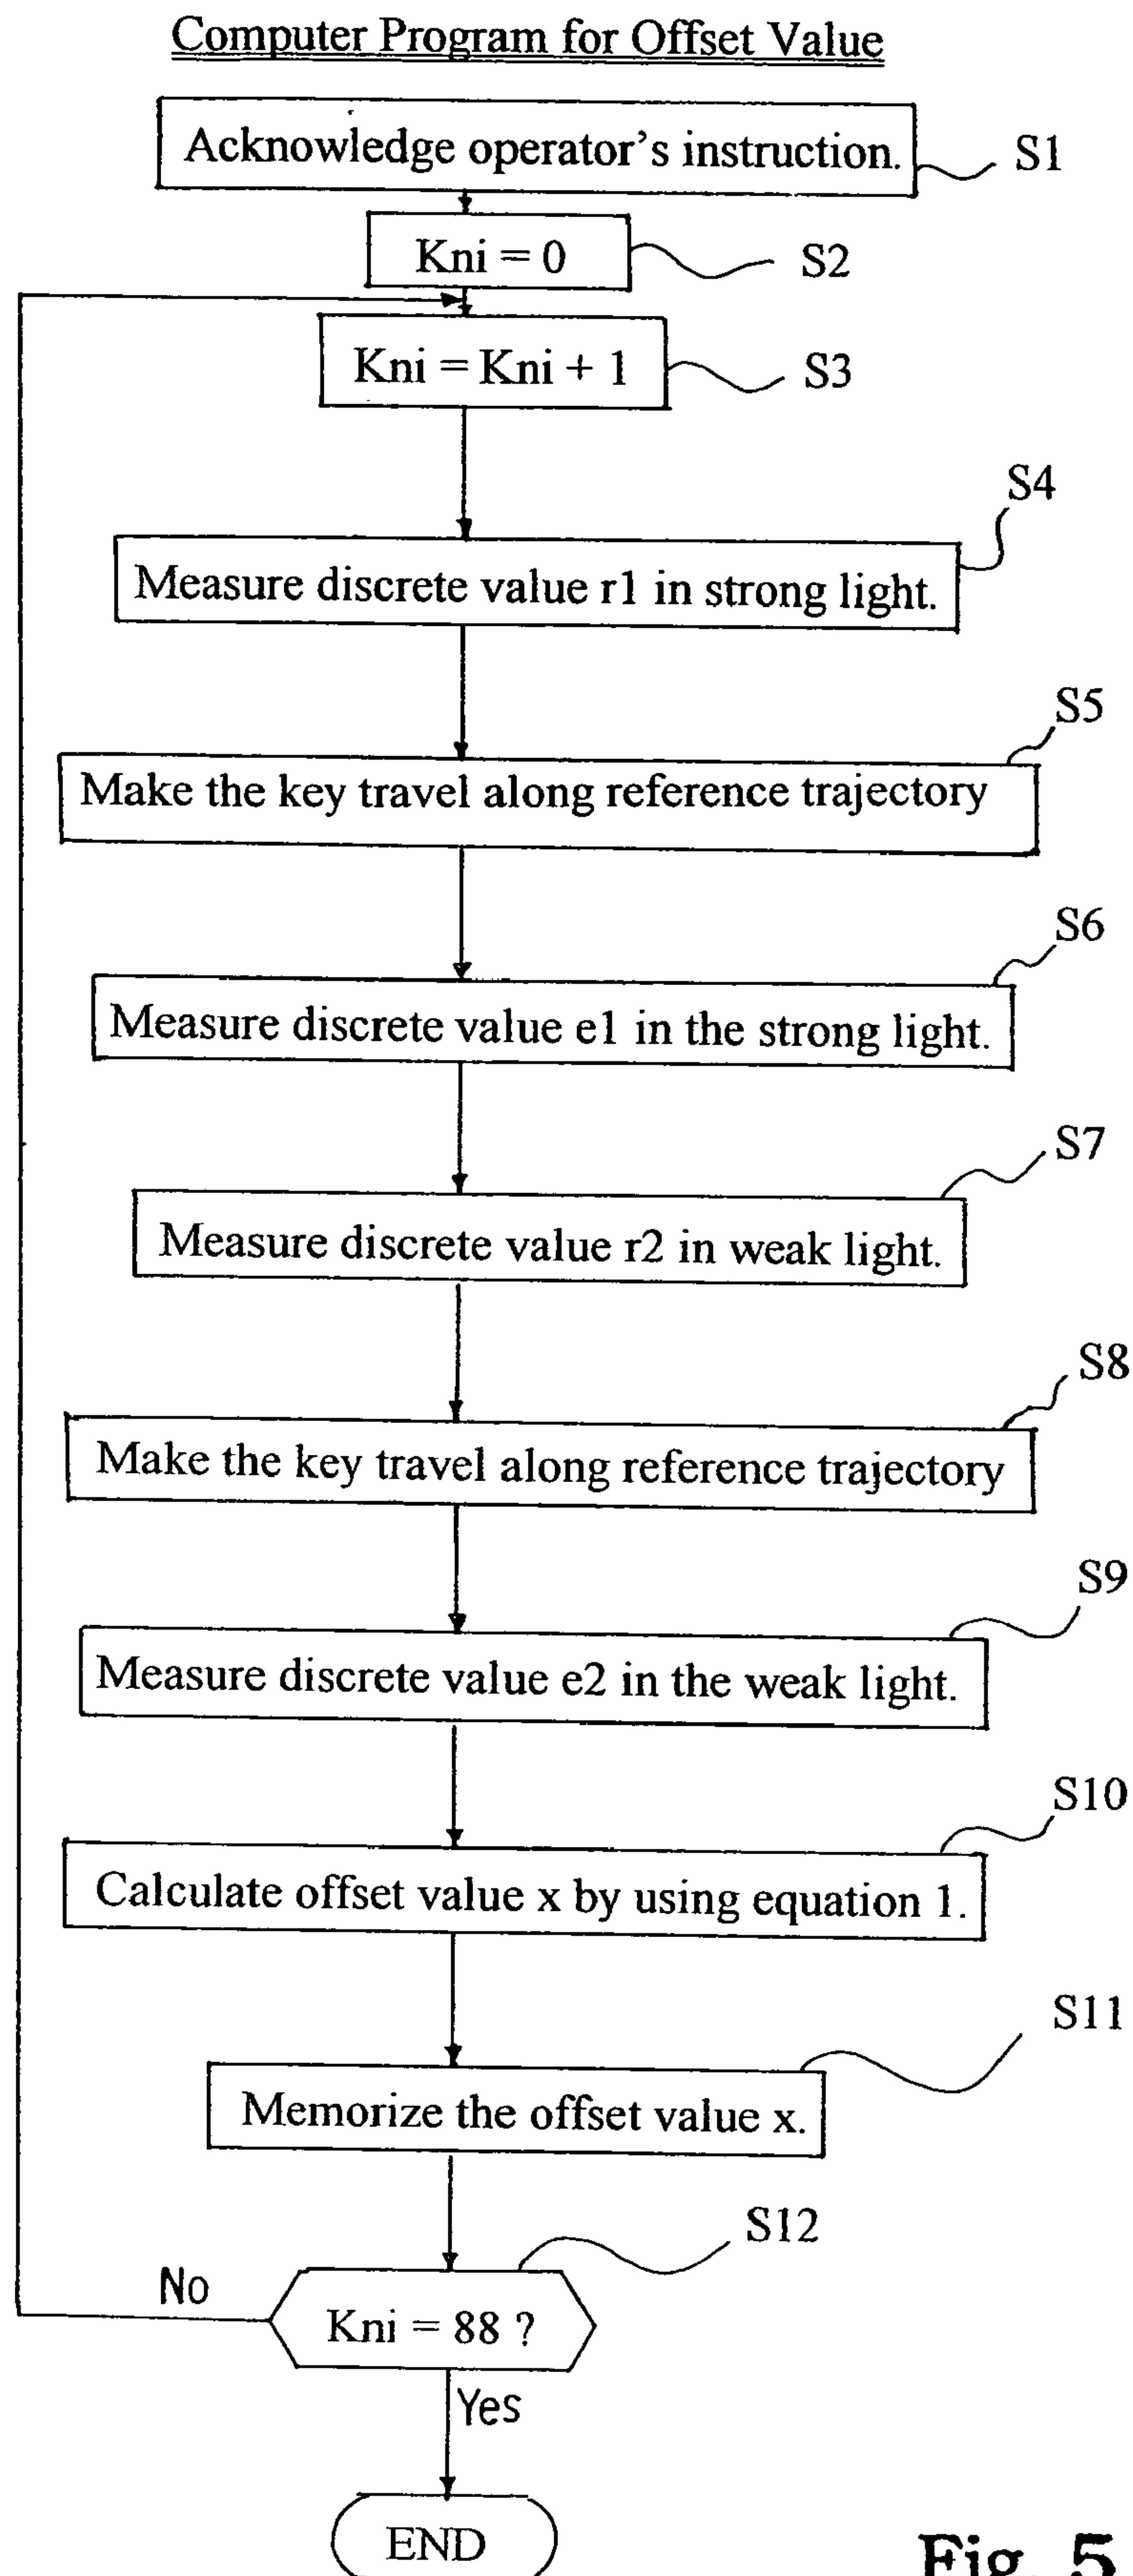 Computer Program for Offset Value
Acknowledge operator's instruction.
S1
Kni = 0
S2
Kni = Kni + 1
S3
S4
Measure discrete value r1 in strong light.
S5
Make the key travel along reference trajectory
S6
Measure discrete value e1 in the strong light.
S7
Measure discrete value r2 in weak light.
S8
Make the key travel along reference trajectory
S9
Measure discrete value e2 in the weak light.
S10
Calculate offset value x by using equation 1.
S11
Memorize the offset value x.
S12
No
Kni = 88 ?
Yes
END
Fig. 5